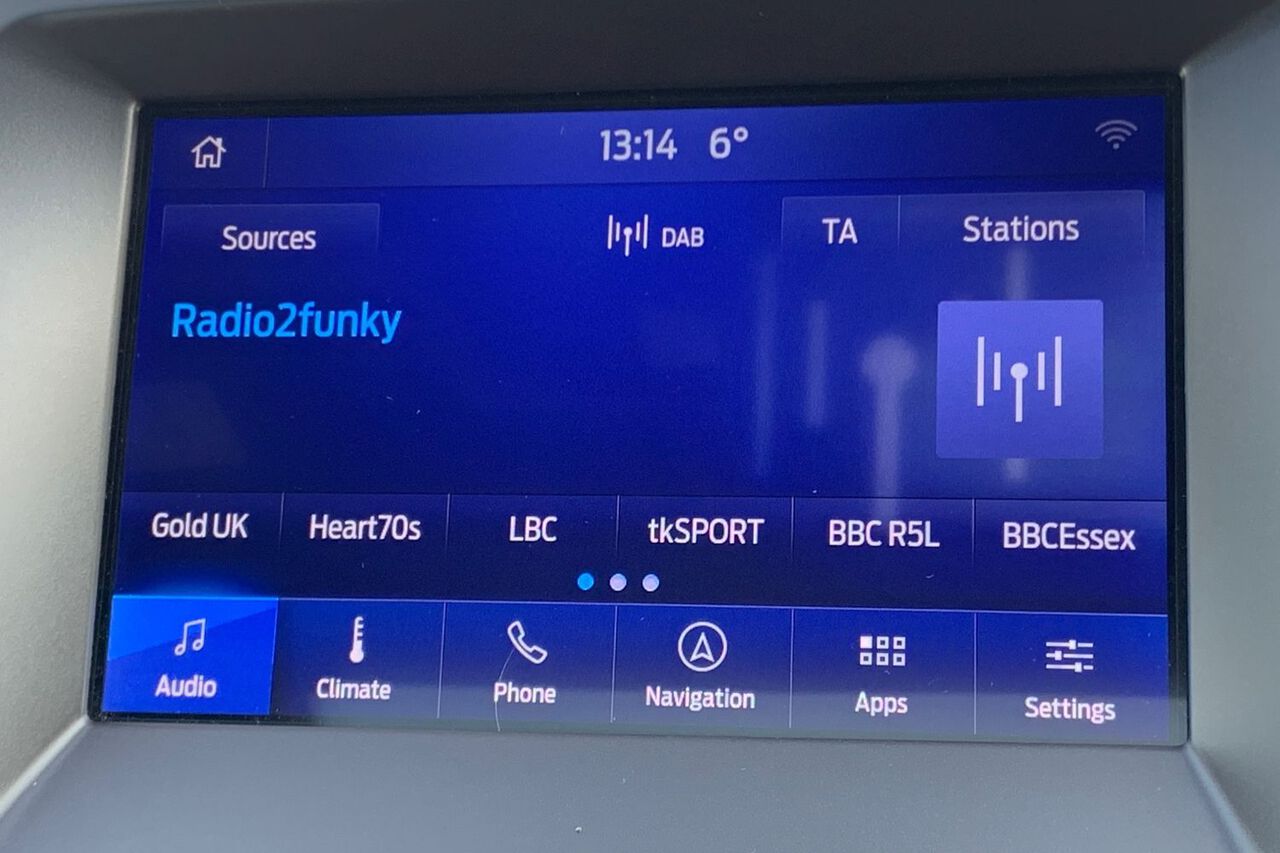 13:14 6°
Sources DAB TA Stations
Radio2funky
Gold UK Heart70s LBC tkSPORT BBC R5L BBCEssex
Audio Climate Phone Navigation Apps Settings